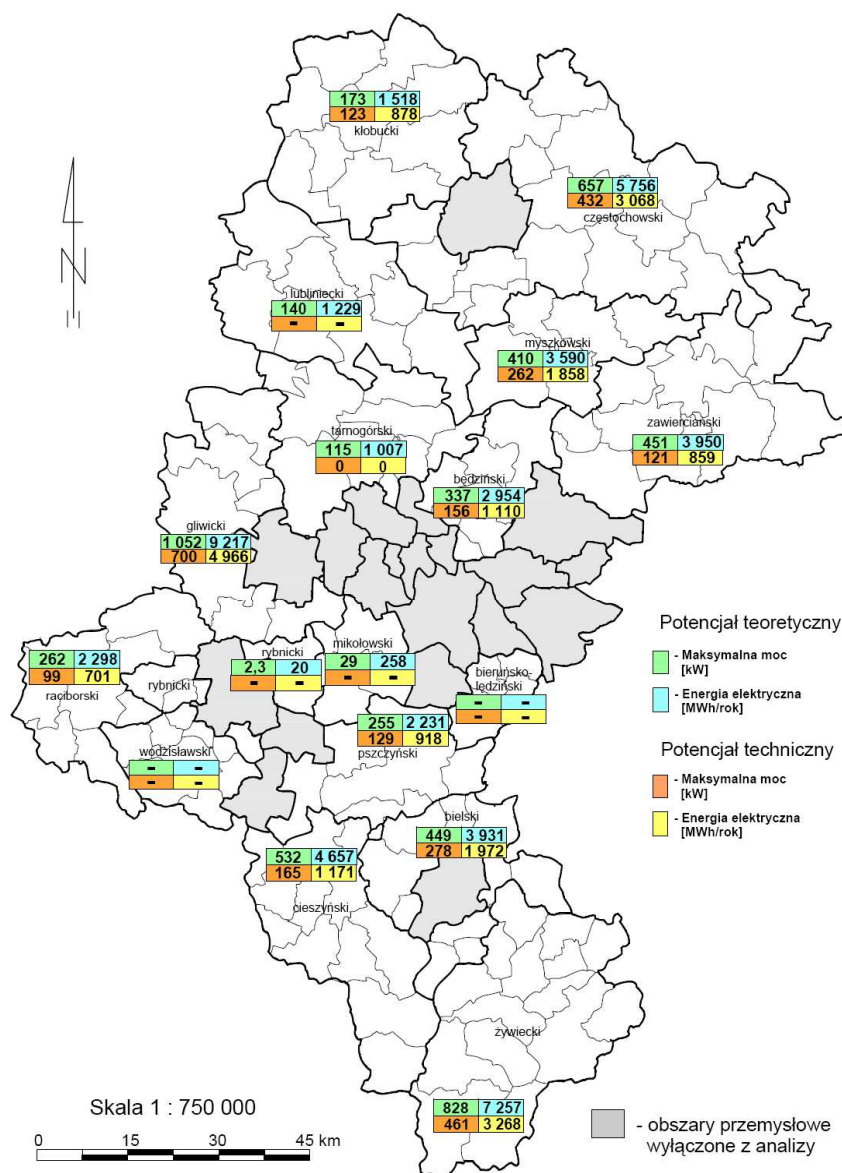 173 1 518
123 878
kłobucki
657 5 756
432 3 068
częstochowski
N
lubliniecki
140 1 229
- -
myszkowski
410 3 590
262 1 858
zawierciański
451 3 950
121 859
tarnogórski
115 1 007
0 0
będziński
337 2 954
156 1 110
gliwicki
1 052 9 217
700 4 966
Potencjał teoretyczny
- Maksymalna moc
[kW]
- Energia elektryczna
[MWh/rok]
Potencjał techniczny
- Maksymalna moc
[kW]
- Energia elektryczna
[MWh/rok]
262 2 298
99 701
raciborski
rybnicki
rybnicki
2,3 20
- -
mikołowski
29 258
- -
bieruńsko-
lędziński
- -
- -
255 2 231
129 918
pszczyński
wodzisławski
- -
- -
bielski
449 3 931
278 1 972
532 4 657
165 1 171
cieszyński
żywiecki
828 7 257
461 3 268
Skala 1 : 750 000
0 15 30 45 km
- obszary przemysłowe
wyłączone z analizy